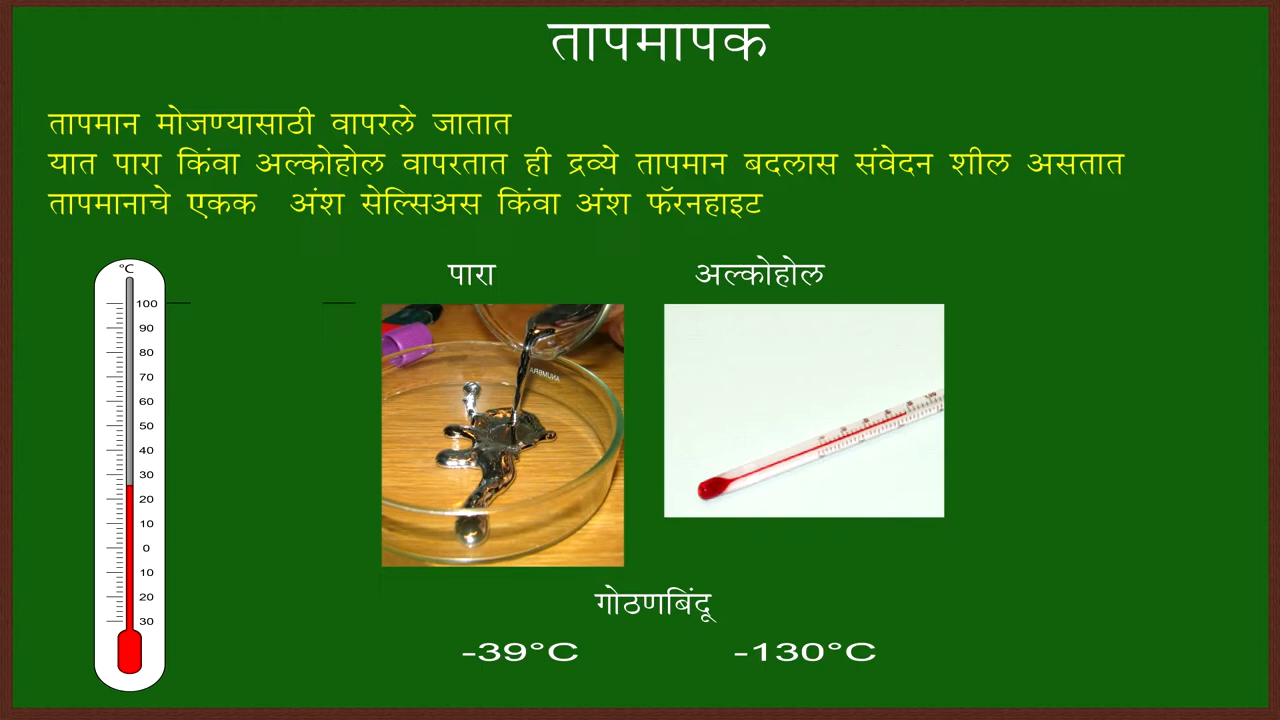 तापमापक
तापमान मोजण्यासाठी वापरले जातात
यात पारा किंवा अल्कोहोल वापरतात ही द्रव्ये तापमान बदलास संवेदन शील असतात
तापमानाचे एकक अंश सेल्सिअस किंवा अंश फॅरनहाइट
°C
100
90
80
70
60
50
40
30
20
10
0
10
20
30
पारा अल्कोहोल
ANUMBRA
गोठणबिंदू
-39°C -130°C